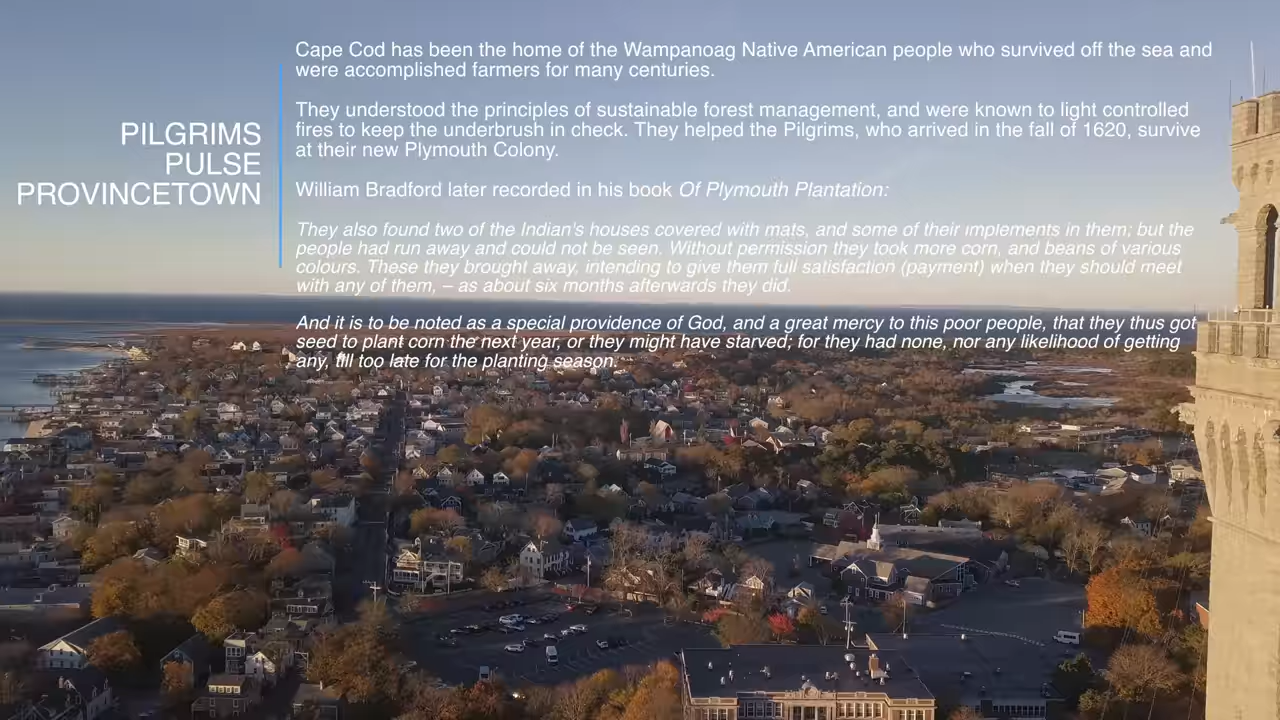 PILGRIMS
PULSE
PROVINCETOWN
Cape Cod has been the home of the Wampanoag Native American people who survived off the sea and
were accomplished farmers for many centuries.
They understood the principles of sustainable forest management, and were known to light controlled
fires to keep the underbrush in check. They helped the Pilgrims, who arrived in the fall of 1620, survive
at their new Plymouth Colony.
William Bradford later recorded in his book Of Plymouth Plantation:
They also found two of the Indian's houses covered with mats, and some of their implements in them; but the
people had run away and could not be seen. Without permission they took more corn, and beans of various
colours. These they brought away, intending to give them full satisfaction (payment) when they should meet
with any of them, – as about six months afterwards they did.
And it is to be noted as a special providence of God, and a great mercy to this poor people, that they thus got
seed to plant corn the next year, or they might have starved; for they had none, nor any likelihood of getting
any, till too late for the planting season.